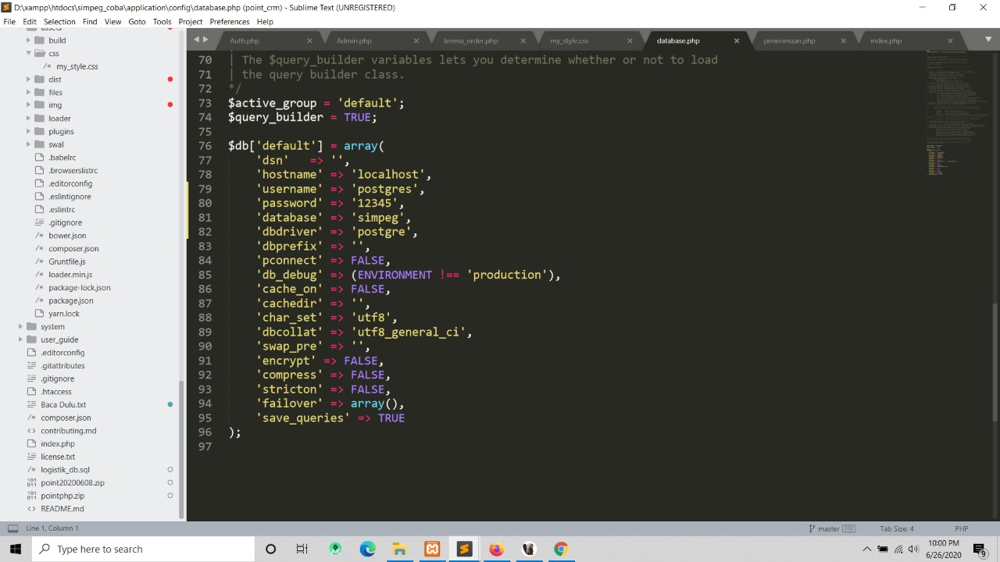 D:\xampp\htdocs\simpeg_coba\application\config\database.php (point_crm) - Sublime Text (UNREGISTERED)
File Edit Selection Find View Goto Tools Project Preferences Help
assets
build
css
/* my_style.css
dist
files
img
loader
plugins
swal
.babelrc
.browserslistrc
.editorconfig
.eslintignore
.eslintrc
.gitignore
/* bower.json
/* composer.json
/* Gruntfile.js
/* loader.min.js
/* package-lock.json
/* package.json
yarn.lock
system
user_guide
.editorconfig
.gitattributes
.gitignore
.htaccess
Baca Dulu.txt
/* composer.json
<> contributing.md
<> index.php
license.txt
/* logistik_db.sql
point20200608.zip
pointphp.zip
<> README.md
Auth.php Admin.php terima_order.php my_style.css database.php penerimaan.php index.php
70 | The $query_builder variables lets you determine whether or not to load
71 | the query builder class.
72 */
73 $active_group = 'default';
74 $query_builder = TRUE;
75
76 $db['default'] = array(
77 'dsn' => '',
78 'hostname' => 'localhost',
79 'username' => 'postgres',
80 'password' => '12345',
81 'database' => 'simpeg',
82 'dbdriver' => 'postgre',
83 'dbprefix' => '',
84 'pconnect' => FALSE,
85 'db_debug' => (ENVIRONMENT !== 'production'),
86 'cache_on' => FALSE,
87 'cachedir' => '',
88 'char_set' => 'utf8',
89 'dbcollat' => 'utf8_general_ci',
90 'swap_pre' => '',
91 'encrypt' => FALSE,
92 'compress' => FALSE,
93 'stricton' => FALSE,
94 'failover' => array(),
95 'save_queries' => TRUE
96 );
97
Line 1, Column 1 master 202 Tab Size: 4 PHP
Type here to search
10:00 PM
6/26/2020
9